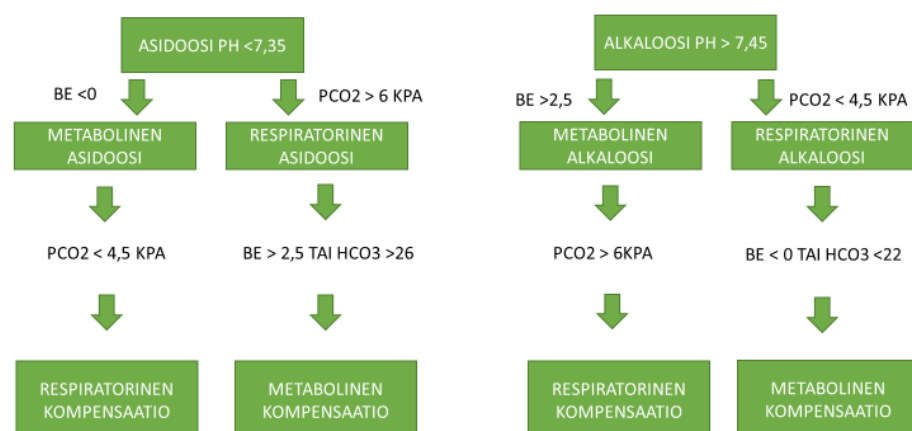 ASIDOOSI PH <7,35
BE <0
PCO2 > 6 KPA
METABOLINEN
ASIDOOSI
RESPIRATORINEN
ASIDOOSI
PCO2 < 4,5 KPA
BE > 2,5 TAI HCO3 >26
RESPIRATORINEN
KOMPENSAATIO
METABOLINEN
KOMPENSAATIO
ALKALOOSI PH > 7,45
BE >2,5
PCO2 < 4,5 KPA
METABOLINEN
ALKALOOSI
RESPIRATORINEN
ALKALOOSI
PCO2 > 6KPA
BE < 0 TAI HCO3 <22
RESPIRATORINEN
KOMPENSAATIO
METABOLINEN
KOMPENSAATIO